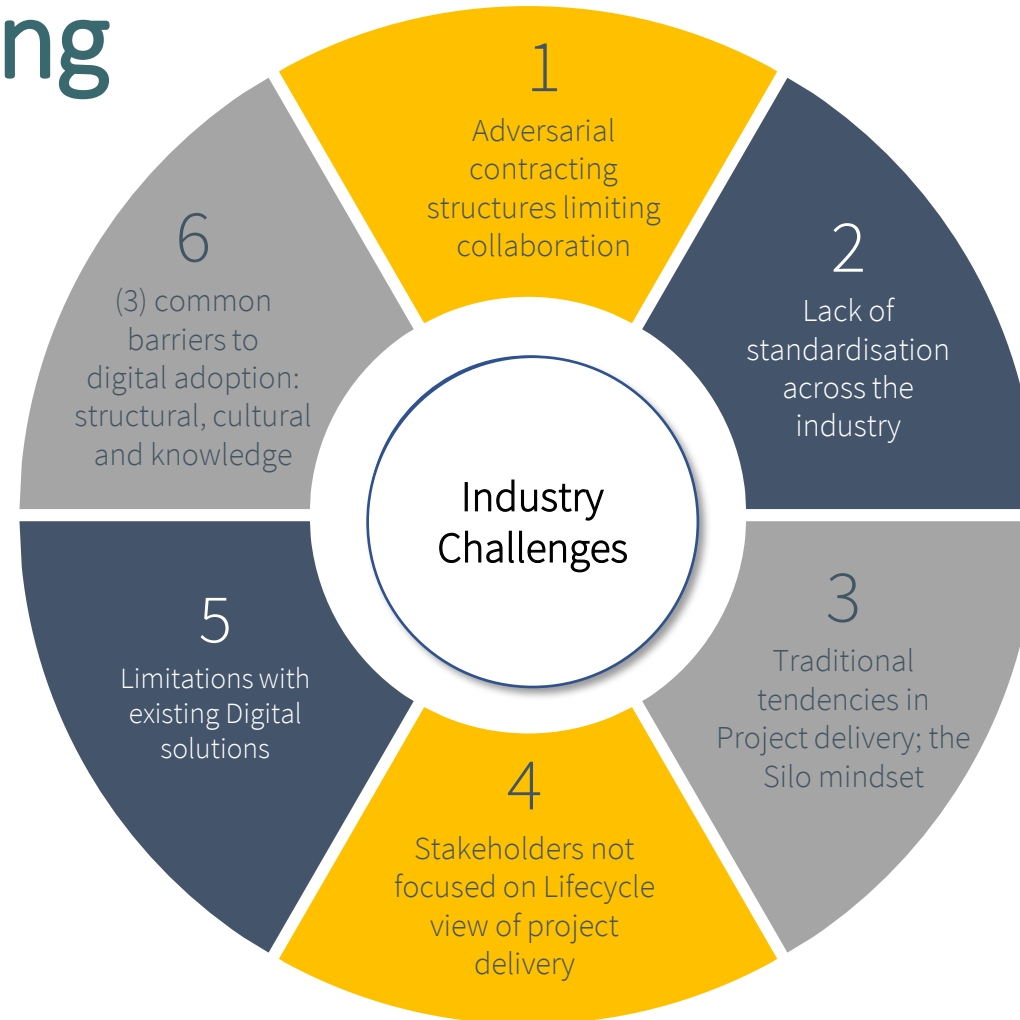 ng
1
Adversarial
contracting
structures limiting
collaboration
2
Lack of
standardisation
across the
industry
3
Traditional
tendencies in
Project delivery; the
Silo mindset
4
Stakeholders not
focused on Lifecycle
view of project
delivery
5
Limitations with
existing Digital
solutions
6
(3) common
barriers to
digital adoption:
structural, cultural
and knowledge
Industry
Challenges